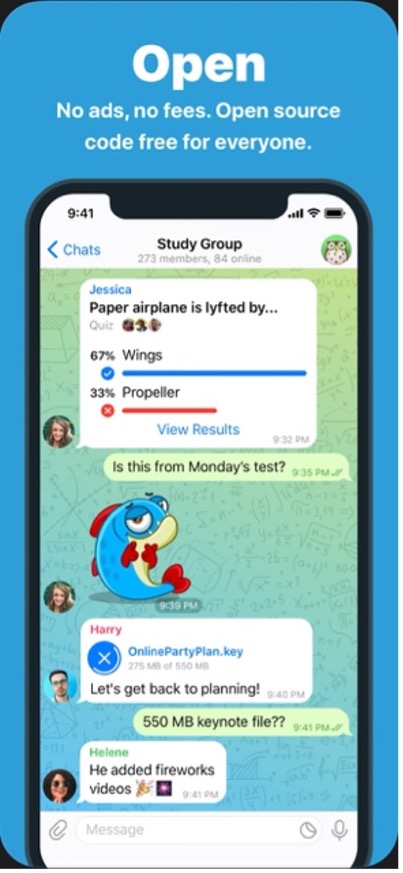 Open
No ads, no fees. Open source
code free for everyone.
9:41
Chats
Study Group
273 members, 84 online
Jessica
Paper airplane is lyfted by...
Quiz
67% Wings
33% Propeller
View Results
9:32 PM
Is this from Monday's test? 9:35 PM
9:39 PM
Harry
OnlinePartyPlan.key
275 MB of 550 MB
Let's get back to planning! 9:40 PM
550 MB keynote file?? 9:41 PM
Helene
He added fireworks
videos 🎉 🎆 9:41 PM
Message